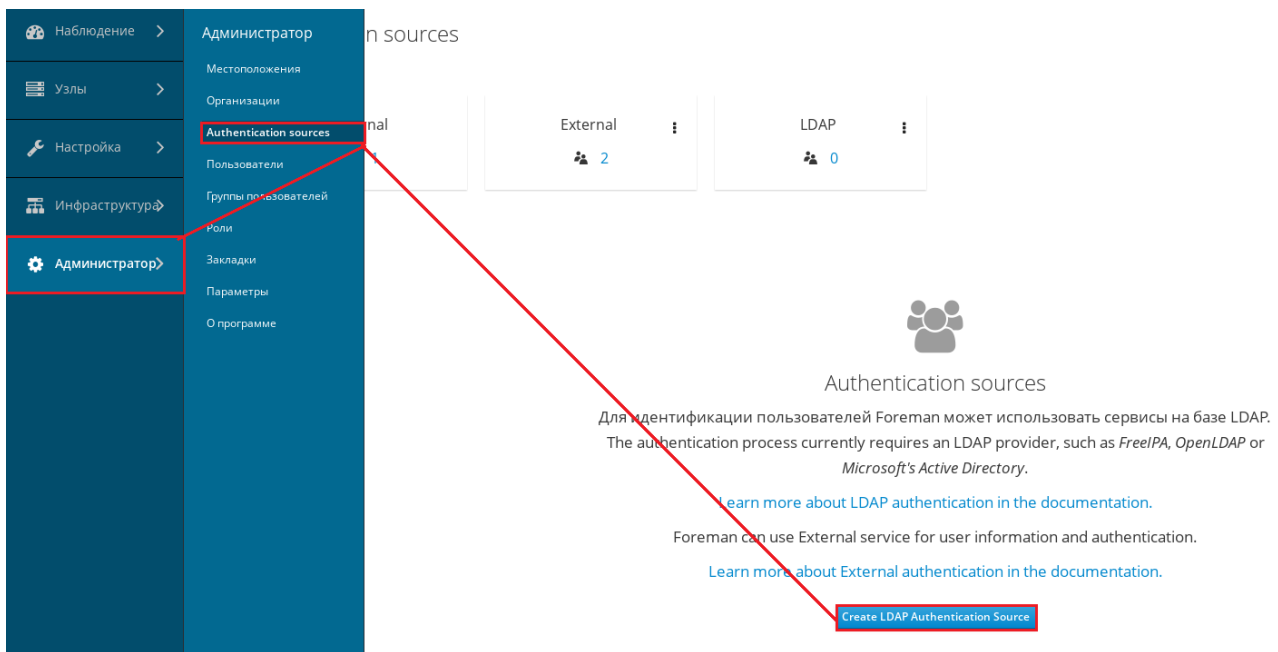 Наблюдение
Узлы
Настройка
Инфраструктура
Администратор
Администратор
Местоположения
Организации
Authentication sources
Пользователи
Группы пользователей
Роли
Закладки
Параметры
О программе
n sources
nal
External
2
LDAP
0
Authentication sources
Для идентификации пользователей Foreman может использовать сервисы на базе LDAP.
The authentication process currently requires an LDAP provider, such as FreeIPA, OpenLDAP or
Microsoft's Active Directory.
Learn more about LDAP authentication in the documentation.
Foreman can use External service for user information and authentication.
Learn more about External authentication in the documentation.
Create LDAP Authentication Source